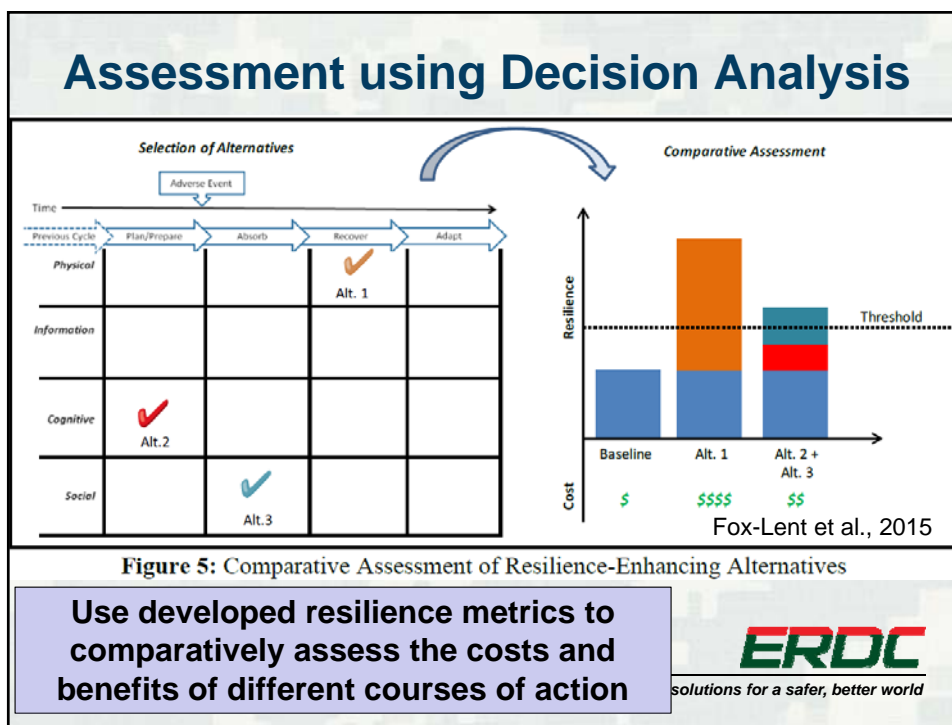 Assessment using Decision Analysis
Selection of Alternatives
Adverse Event
Time
Previous Cycle
Plan/Prepare
Absorb
Recover
Adapt
Physical
Alt. 1
Information
Cognitive
Alt.2
Social
Alt.3
Comparative Assessment
Resilience
Threshold
Baseline
Alt. 1
Alt. 2 +
Alt. 3
Cost
$
$$$$
$$
Fox-Lent et al., 2015
Figure 5: Comparative Assessment of Resilience-Enhancing Alternatives
Use developed resilience metrics to
comparatively assess the costs and
benefits of different courses of action
ERDC
solutions for a safer, better world